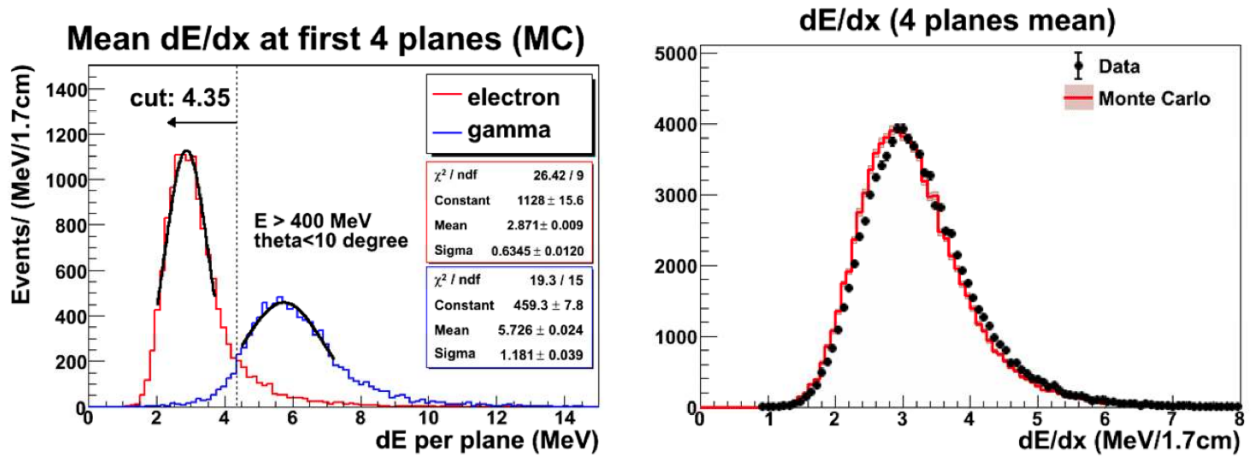 Mean dE/dx at first 4 planes (MC)
Events/ (MeV/1.7cm)
1400
1200
1000
800
600
400
200
0
cut: 4.35
electron
gamma
E > 400 MeV
theta<10 degree
χ² / ndf 26.42 / 9
Constant 1128 ± 15.6
Mean 2.871± 0.009
Sigma 0.6345 ± 0.0120
χ² / ndf 19.3 / 15
Constant 459.3 ± 7.8
Mean 5.726 ± 0.024
Sigma 1.181 ± 0.039
0 2 4 6 8 10 12 14
dE per plane (MeV)
dE/dx (4 planes mean)
5000
4000
3000
2000
1000
0
Data
Monte Carlo
1 2 3 4 5 6 7 8
dE/dx (MeV/1.7cm)